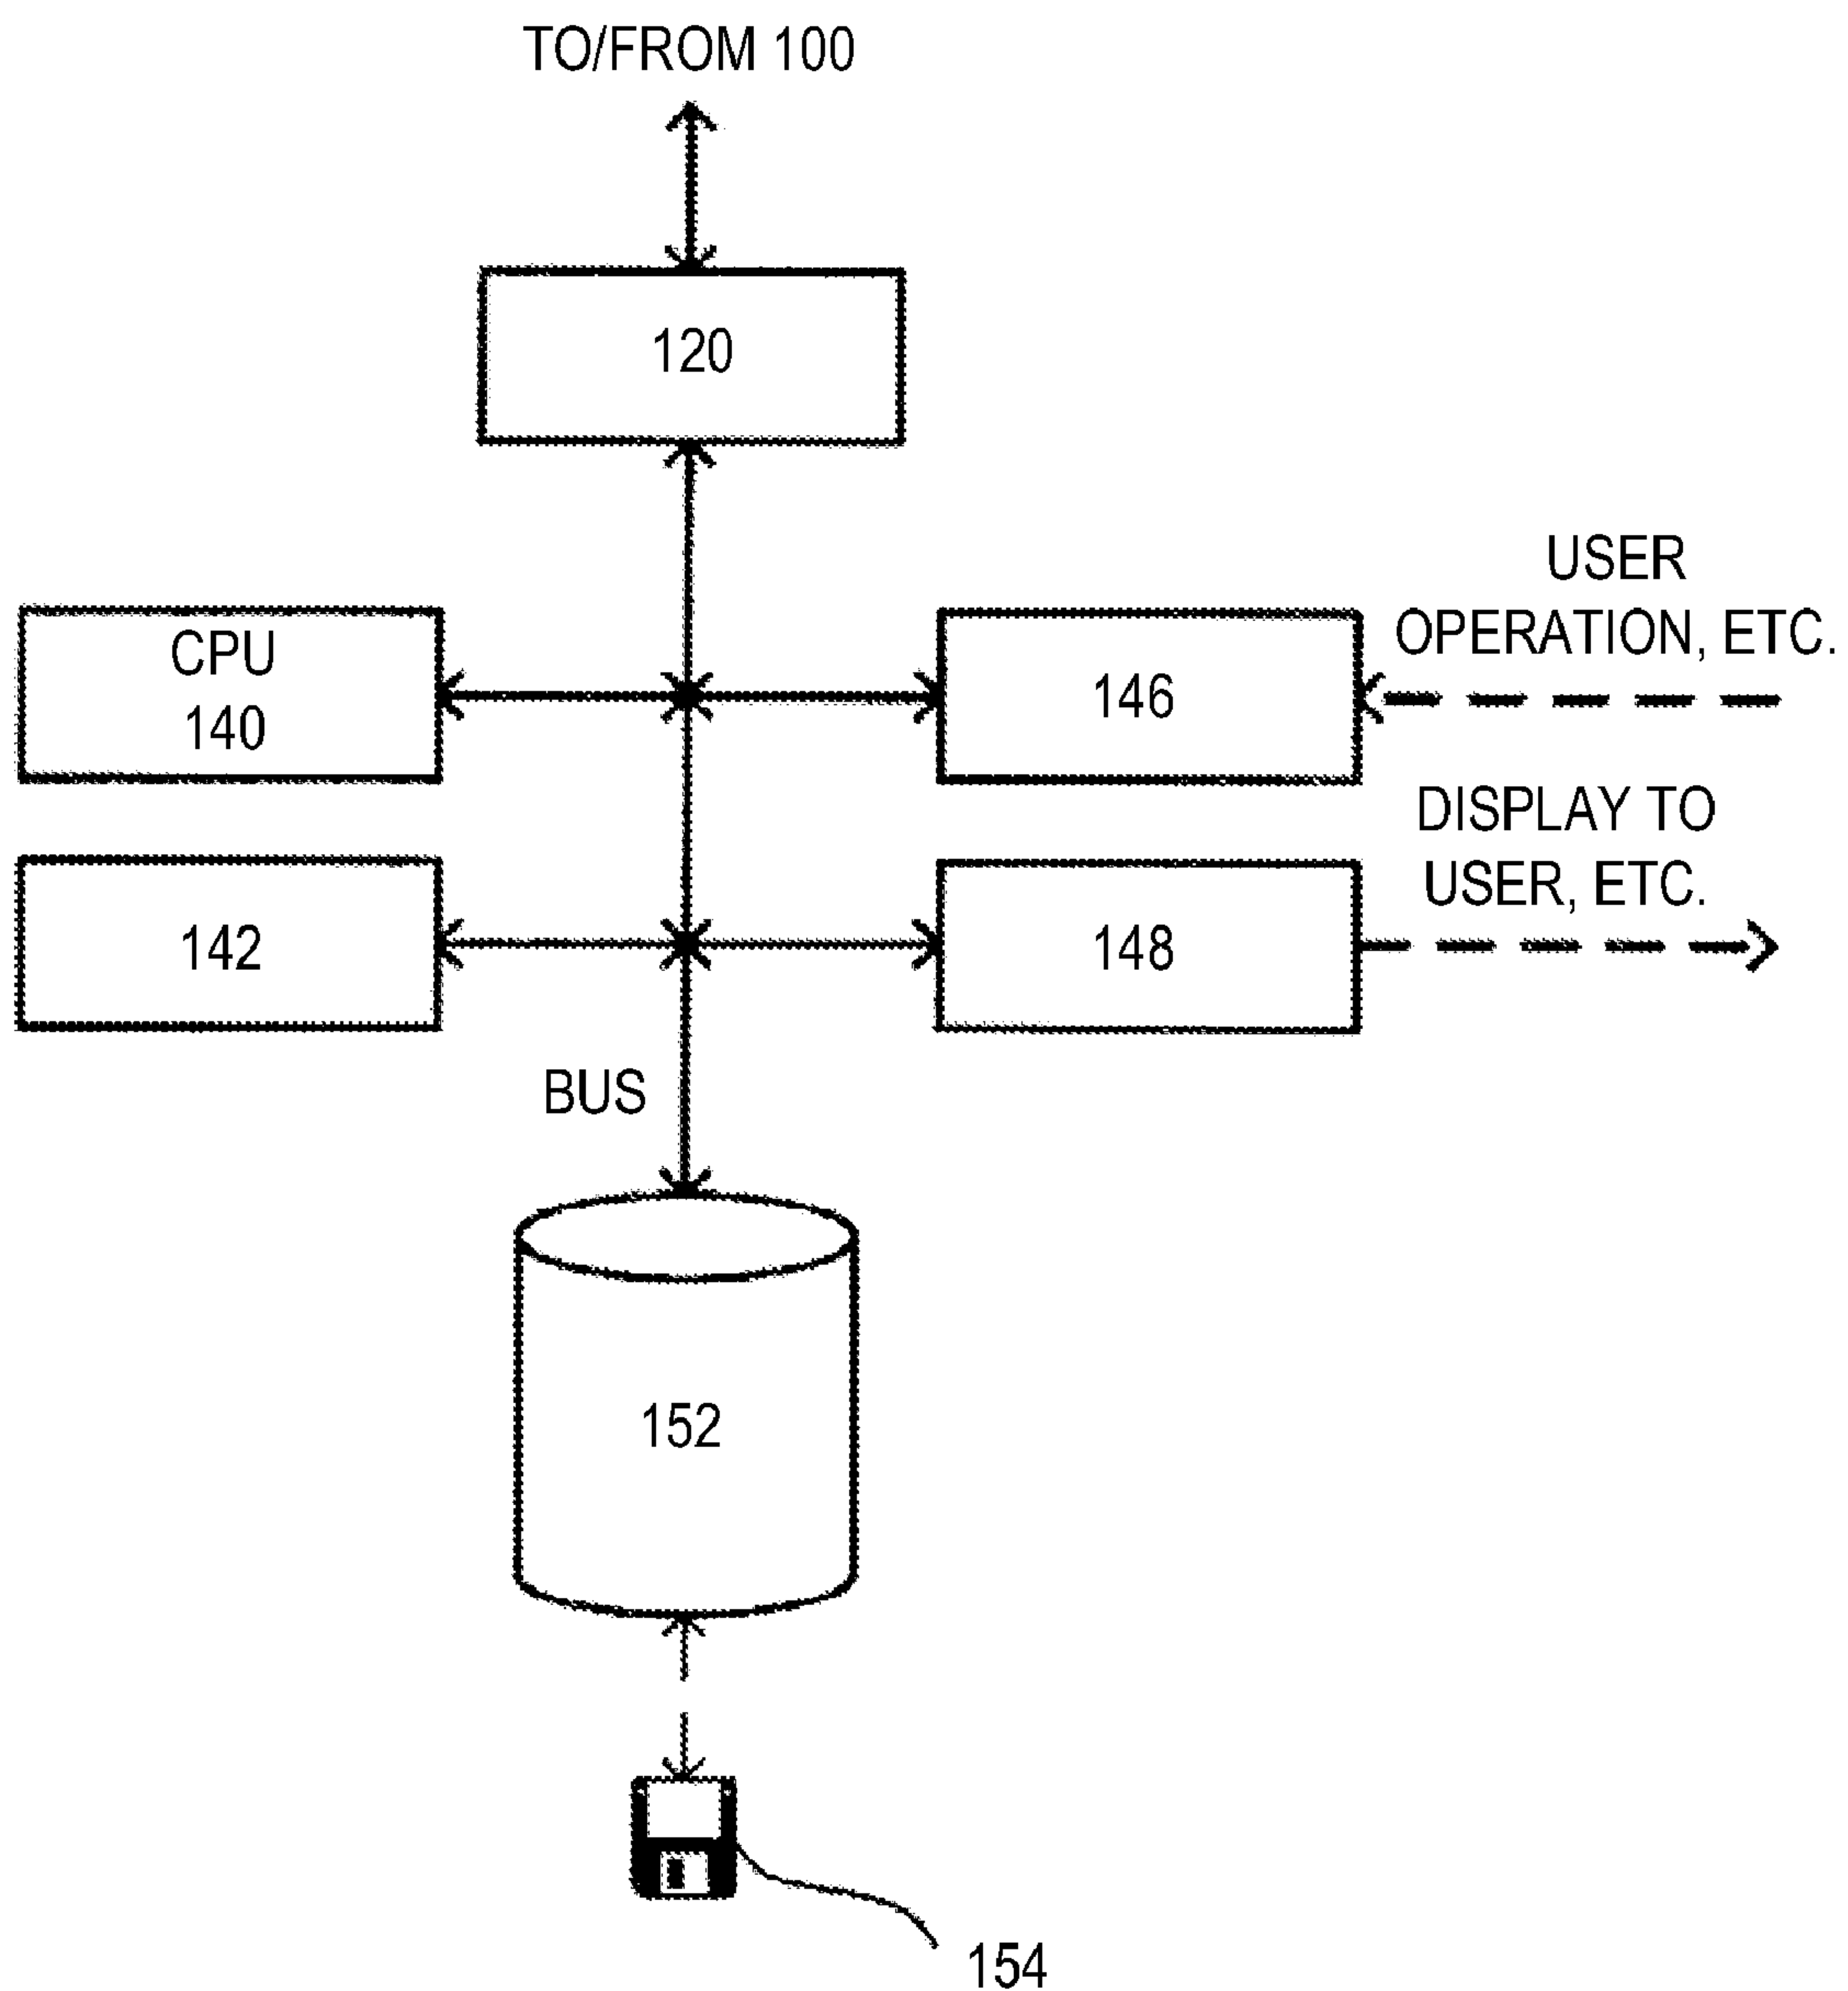 TO/FROM 100
120
USER
OPERATION, ETC.
CPU
140
146
DISPLAY TO
USER, ETC.
142
148
BUS
152
154